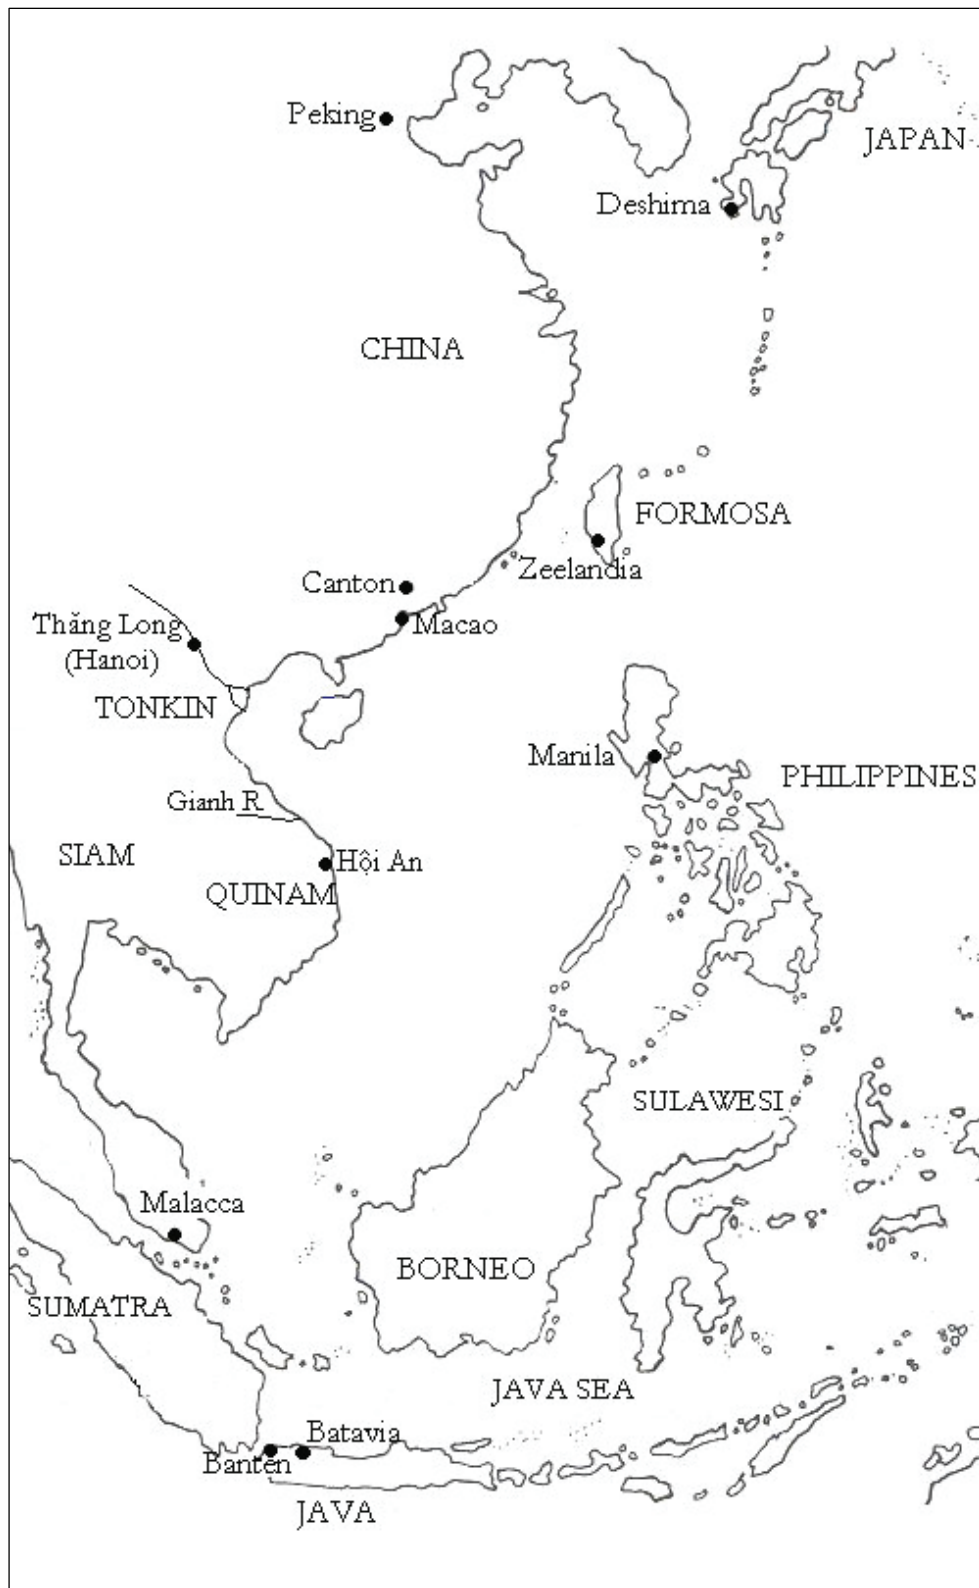 Peking
JAPAN
Deshima
CHINA
FORMOSA
Zeelandia
Canton
Macao
Thăng Long
(Hanoi)
TONKIN
Manila
PHILIPPINES
Gianh R
SIAM
Hội An
QUINAM
SULAWESI
Malacca
BORNEO
SUMATRA
JAVA SEA
Batavia
Banten
JAVA